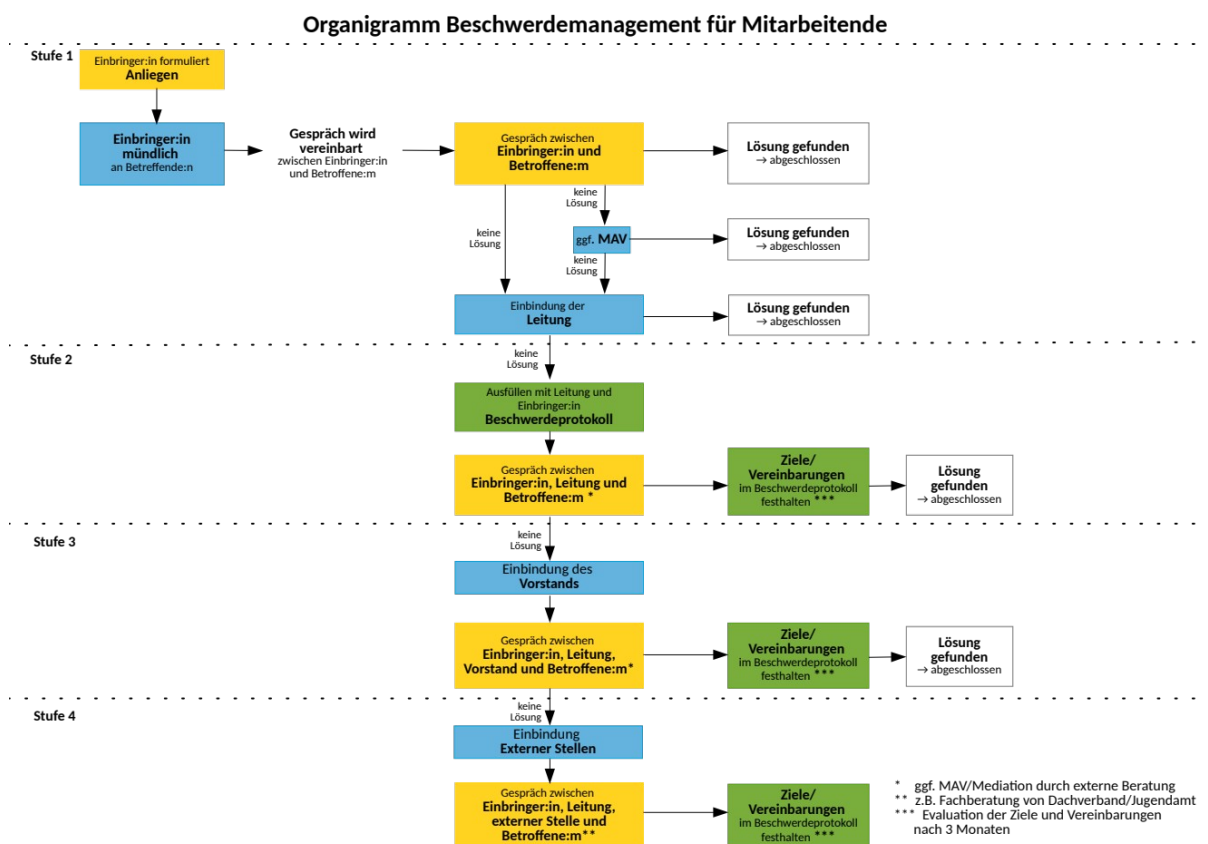 Organigramm Beschwerdemanagement für Mitarbeitende
Stufe 1
Einbringer:in formuliert
Anliegen
Einbringer:in
mündlich
an Betreffende:n
Gespräch wird
vereinbart
zwischen Einbringer:in
und Betroffene:m
Gespräch zwischen
Einbringer:in und
Betroffene:m
Lösung gefunden
→ abgeschlossen
keine
Lösung
keine
Lösung
ggf. MAV
Lösung gefunden
→ abgeschlossen
keine
Lösung
Einbindung der
Leitung
Lösung gefunden
→ abgeschlossen
Stufe 2
keine
Lösung
Ausfüllen mit Leitung und
Einbringer:in
Beschwerdeprotokoll
Gespräch zwischen
Einbringer:in, Leitung und
Betroffene:m *
Ziele/
Vereinbarungen
im Beschwerdeprotokoll
festhalten ***
Lösung
gefunden
→ abgeschlossen
Stufe 3
keine
Lösung
Einbindung des
Vorstands
Gespräch zwischen
Einbringer:in, Leitung,
Vorstand und Betroffene:m*
Ziele/
Vereinbarungen
im Beschwerdeprotokoll
festhalten ***
Lösung
gefunden
→ abgeschlossen
Stufe 4
keine
Lösung
Einbindung
Externer Stellen
Gespräch zwischen
Einbringer:in, Leitung,
externer Stelle und
Betroffene:m**
Ziele/
Vereinbarungen
im Beschwerdeprotokoll
festhalten ***
* ggf. MAV/Mediation durch externe Beratung
** z.B. Fachberatung von Dachverband/Jugendamt
*** Evaluation der Ziele und Vereinbarungen
nach 3 Monaten